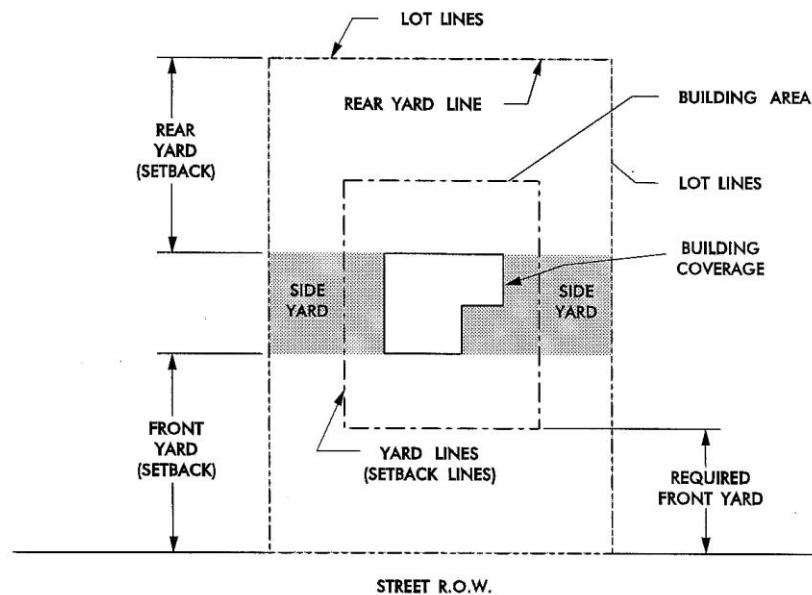 LOT LINES
REAR YARD LINE
BUILDING AREA
REAR
YARD
(SETBACK)
LOT LINES
BUILDING
COVERAGE
SIDE
YARD
SIDE
YARD
FRONT
YARD
(SETBACK)
YARD LINES
(SETBACK LINES)
REQUIRED
FRONT YARD
STREET R.O.W.